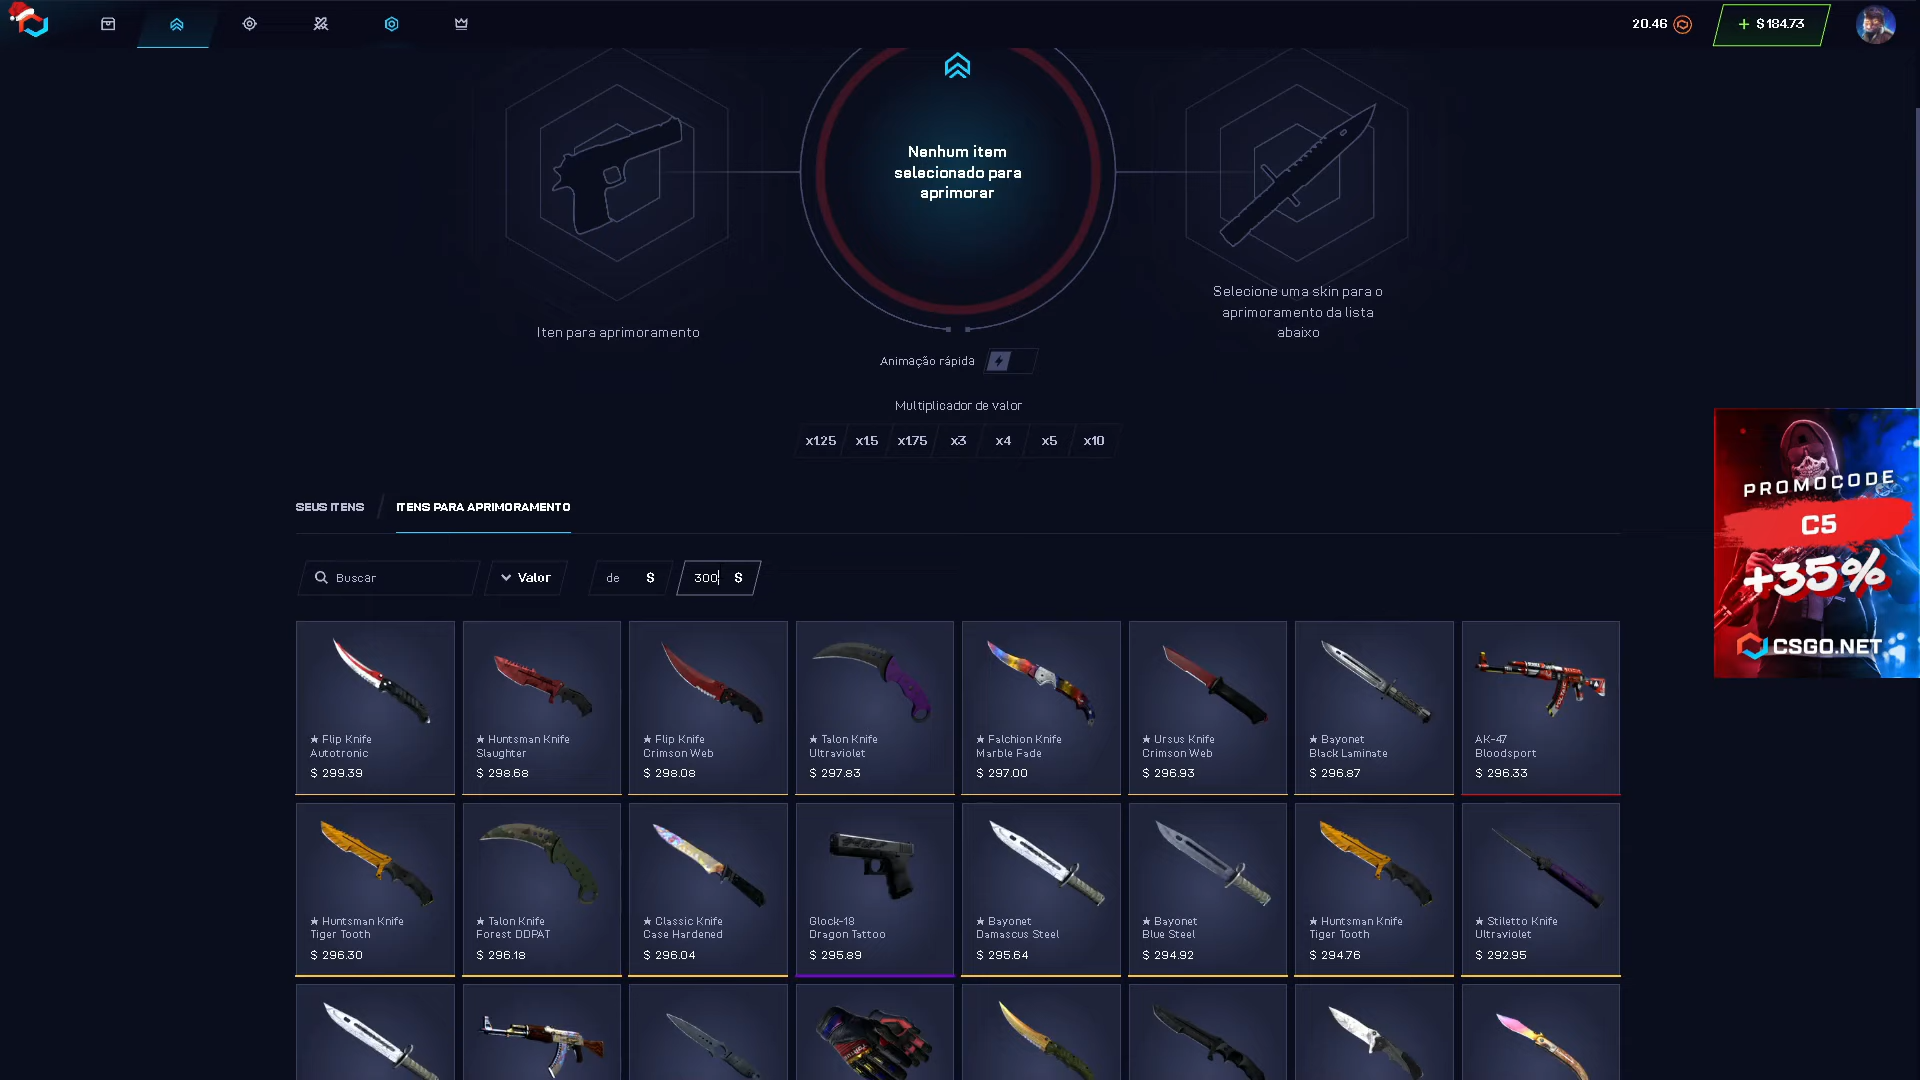 20.46
+ $ 184.73
Nenhum item
selecionado para
aprimorar
Selecione uma skin para o
aprimoramento da lista
abaixo
Iten para aprimoramento
Animação rápida
Multiplicador de valor
x1.25 x1.5 x1.75 x3 x4 x5 x10
PROMOCODE
C5
+35%
CSGO.NET
SEUS ITENS ITENS PARA APRIMORAMENTO
Buscar Valor de $ 300 $
★ Flip Knife
Autotronic
$ 299.39
★ Huntsman Knife
Slaughter
$ 298.68
★ Flip Knife
Crimson Web
$ 298.08
★ Talon Knife
Ultraviolet
$ 297.83
★ Falchion Knife
Marble Fade
$ 297.00
★ Ursus Knife
Crimson Web
$ 296.93
★ Bayonet
Black Laminate
$ 296.87
AK-47
Bloodsport
$ 296.33
★ Huntsman Knife
Tiger Tooth
$ 296.30
★ Talon Knife
Forest DDPAT
$ 296.18
★ Classic Knife
Case Hardened
$ 296.04
Glock-18
Dragon Tattoo
$ 295.89
★ Bayonet
Damascus Steel
$ 295.64
★ Bayonet
Blue Steel
$ 294.92
★ Huntsman Knife
Tiger Tooth
$ 294.76
★ Stiletto Knife
Ultraviolet
$ 292.95